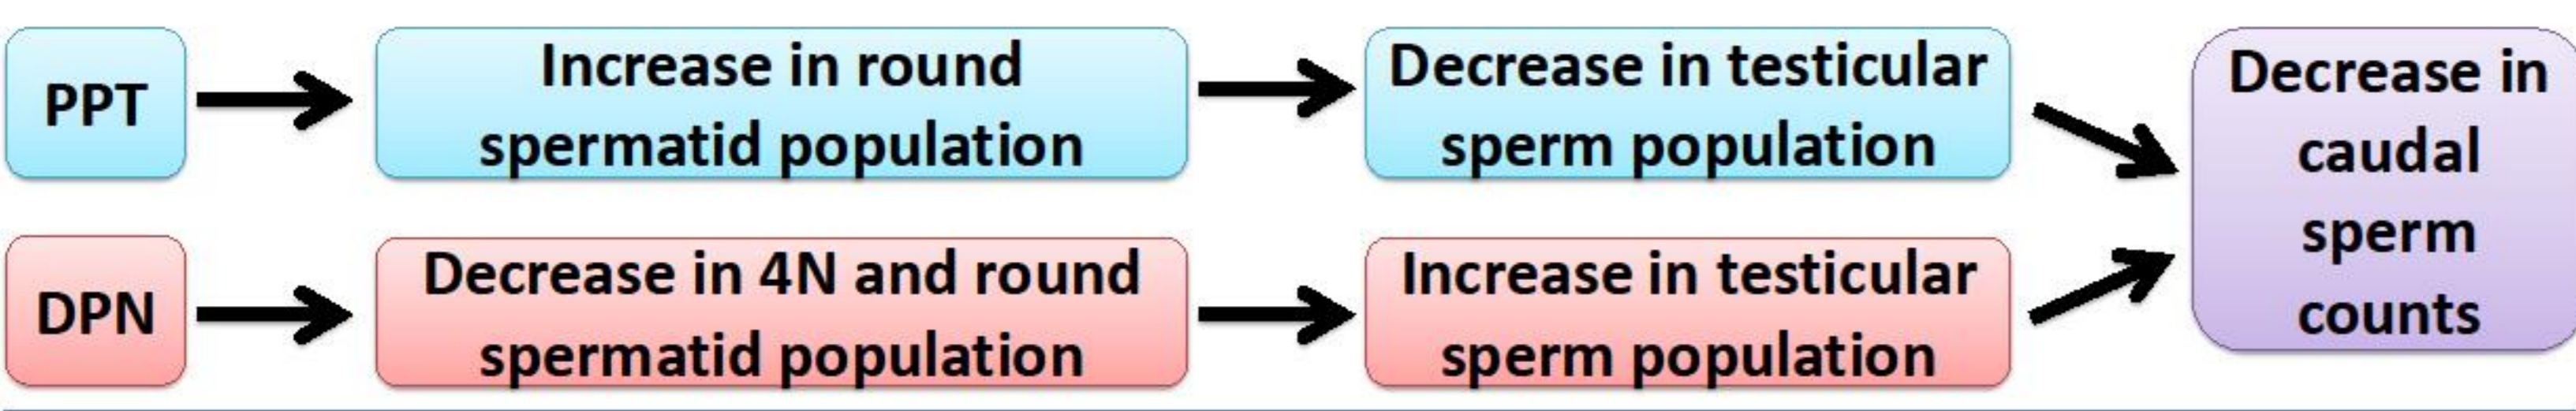 PPT
Increase in round
spermatid population
Decrease in testicular
sperm population
DPN
Decrease in 4N and round
spermatid population
Increase in testicular
sperm population
Decrease in
caudal
sperm
counts